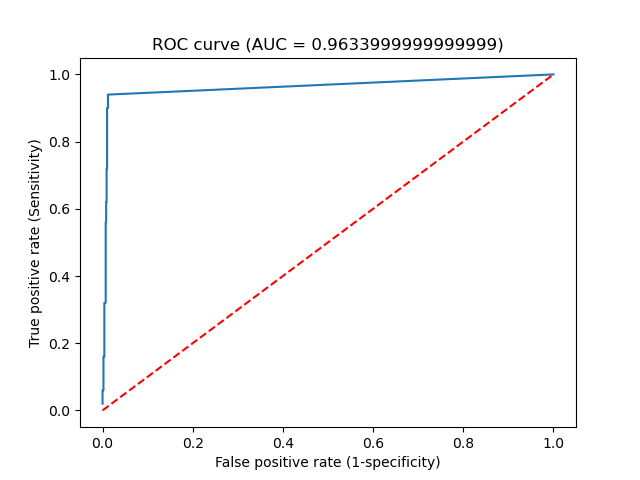 ROC curve (AUC = 0.9633999999999999)
1.0
0.8
0.6
0.4
0.2
0.0
True positive rate (Sensitivity)
0.0 0.2 0.4 0.6 0.8 1.0
False positive rate (1-specificity)